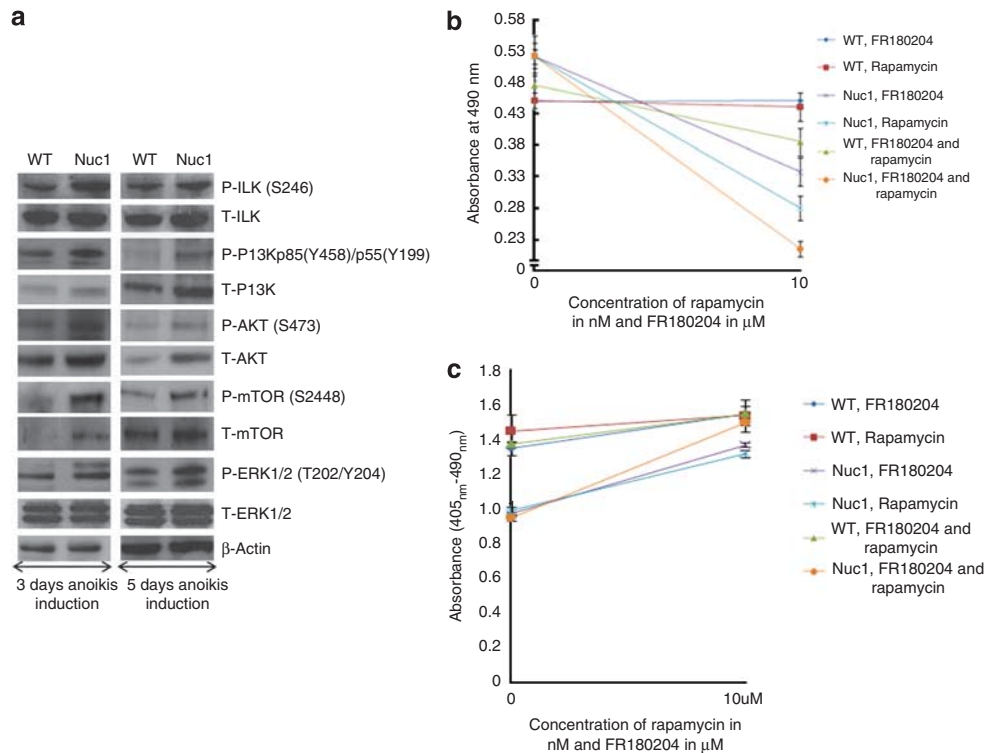 a
WT Nuc1 WT Nuc1
P-ILK (S246)
T-ILK
P-P13Kp85(Y458)/p55(Y199)
T-P13K
P-AKT (S473)
T-AKT
P-mTOR (S2448)
T-mTOR
P-ERK1/2 (T202/Y204)
T-ERK1/2
β-Actin
3 days anoikis
induction
5 days anoikis
induction
b
Absorbance at 490 nm
0.58
0.53
0.48
0.43
0.38
0.33
0.28
0.23
0
0 10
Concentration of rapamycin
in nM and FR180204 in μM
WT, FR180204
WT, Rapamycin
Nuc1, FR180204
Nuc1, Rapamycin
WT, FR180204 and
rapamycin
Nuc1, FR180204 and
rapamycin
c
Absorbance (405nm-490nm)
1.8
1.6
1.4
1.2
1.0
0.8
0.6
0.4
0.2
0
0 10uM
Concentration of rapamycin in
nM and FR180204 in μM
WT, FR180204
WT, Rapamycin
Nuc1, FR180204
Nuc1, Rapamycin
WT, FR180204 and
rapamycin
Nuc1, FR180204 and
rapamycin